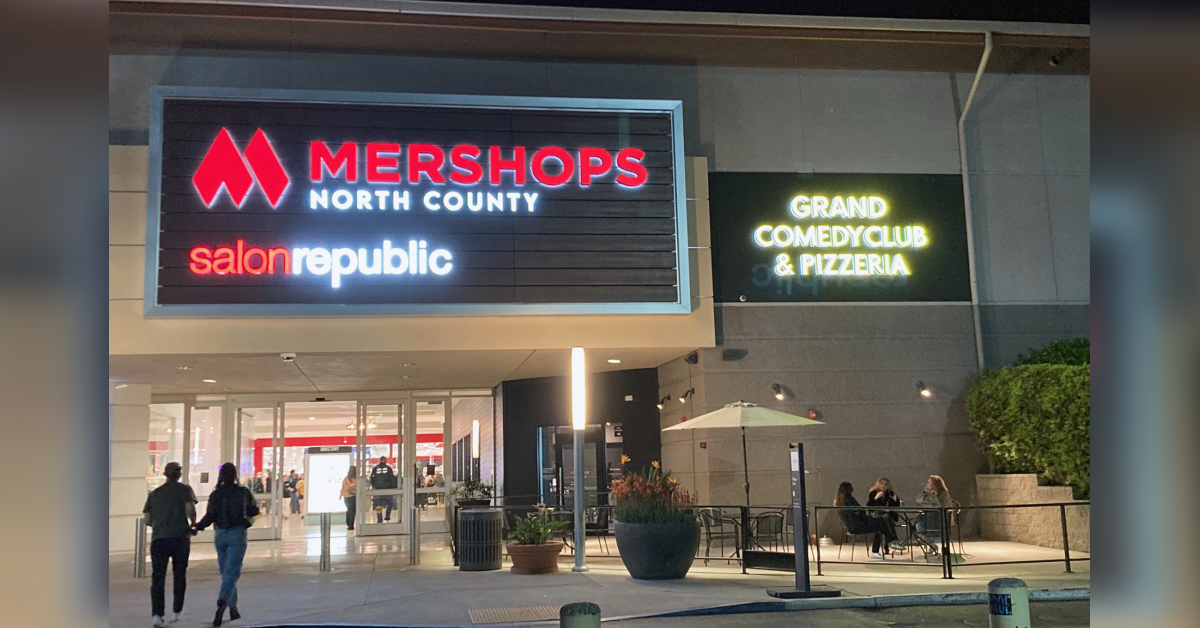 MERSHOPS
NORTH COUNTY
salonrepublic
GRAND
COMEDYCLUB
& PIZZERIA